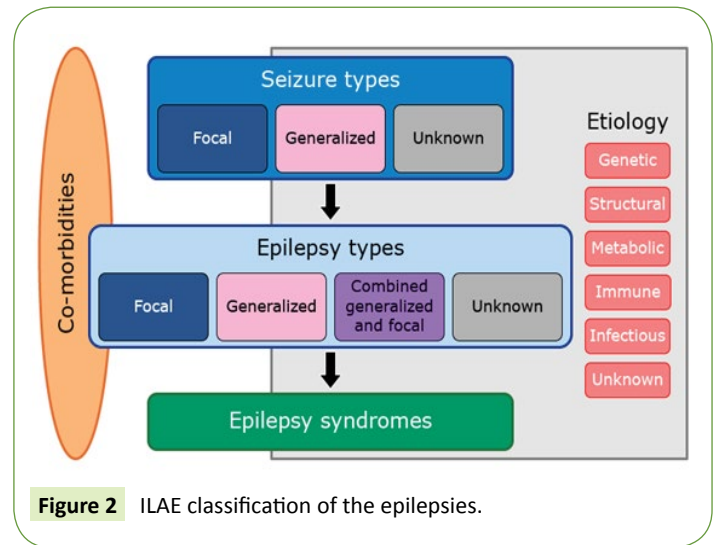 Co-morbidities
Seizure types
Focal
Generalized
Unknown
Epilepsy types
Focal
Generalized
Combined
generalized
and focal
Unknown
Epilepsy syndromes
Etiology
Genetic
Structural
Metabolic
Immune
Infectious
Unknown
Figure 2 ILAE classification of the epilepsies.